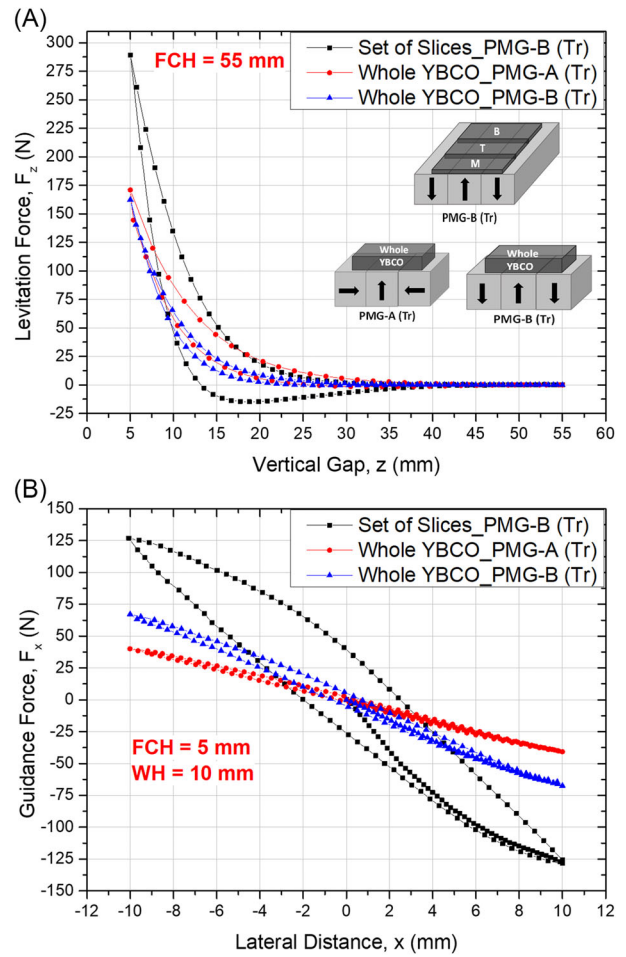 (A)
300
275
250
225
200
175
150
125
100
75
50
25
0
-25
Levitation Force, Fz (N)
FCH = 55 mm
Set of Slices_PMG-B (Tr)
Whole YBCO_PMG-A (Tr)
Whole YBCO_PMG-B (Tr)
B
T
M
PMG-B (Tr)
Whole
YBCO
PMG-A (Tr)
Whole
YBCO
PMG-B (Tr)
0 5 10 15 20 25 30 35 40 45 50 55 60
Vertical Gap, z (mm)
(B)
150
125
100
75
50
25
0
-25
-50
-75
-100
-125
-150
Guidance Force, Fx (N)
Set of Slices_PMG-B (Tr)
Whole YBCO_PMG-A (Tr)
Whole YBCO_PMG-B (Tr)
FCH = 5 mm
WH = 10 mm
-12 -10 -8 -6 -4 -2 0 2 4 6 8 10 12
Lateral Distance, x (mm)